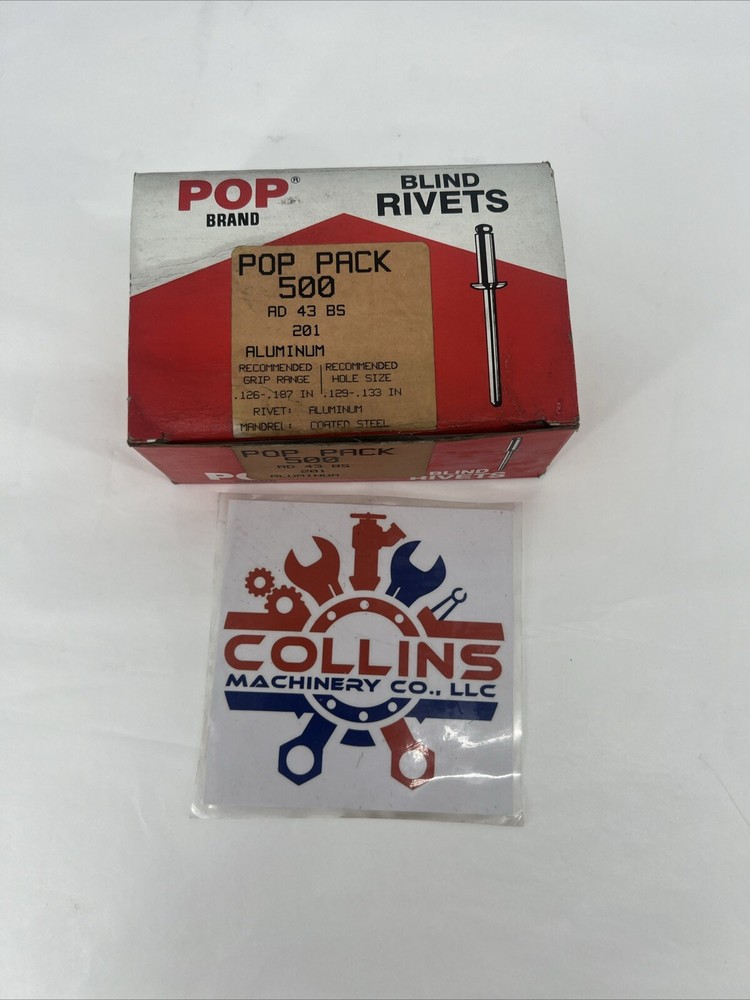 POP®
BRAND
BLIND
RIVETS
POP PACK
500
AD 43 BS
201
ALUMINUM
RECOMMENDED GRIP RANGE | RECOMMENDED HOLE SIZE
.126-.187 IN .129-.133 IN
RIVET: ALUMINUM
MANDREL: COATED STEEL
POP PACK
500
AD 43 BS
201
ALUMINUM
BLIND
RIVETS
COLLINS
MACHINERY CO., LLC